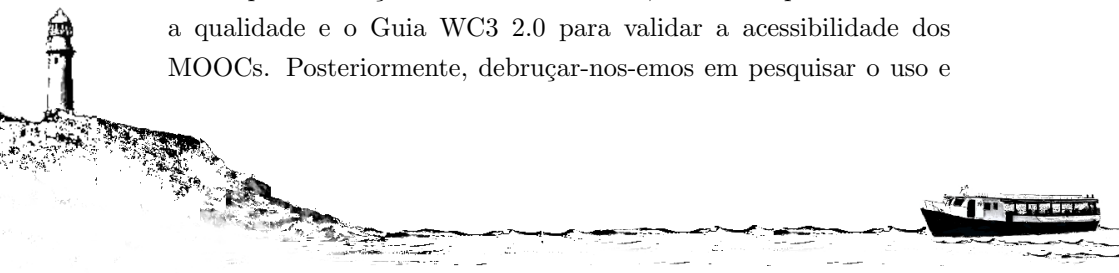 a qualidade e o Guia WC3 2.0 para validar a acessibilidade dos
MOOCs. Posteriormente, debruçar-nos-emos em pesquisar o uso e